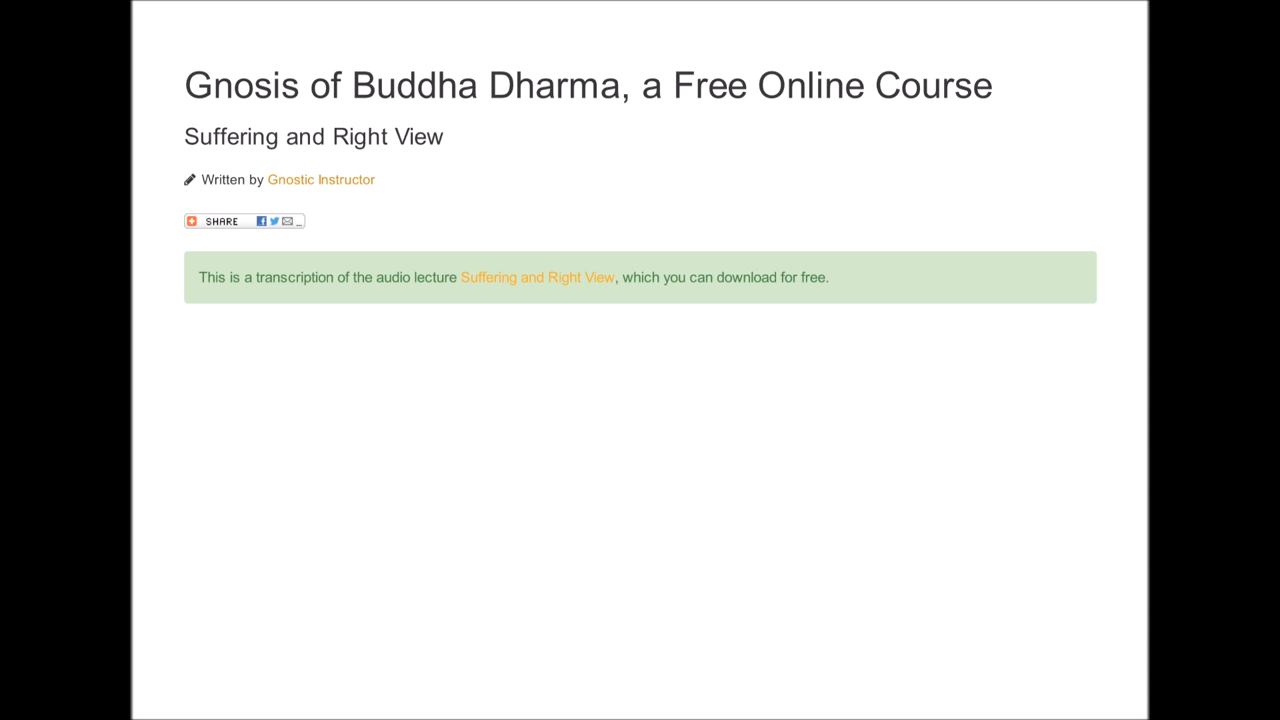 Gnosis of Buddha Dharma, a Free Online Course
Suffering and Right View
Written by Gnostic Instructor
SHARE ...
This is a transcription of the audio lecture Suffering and Right View, which you can download for free.